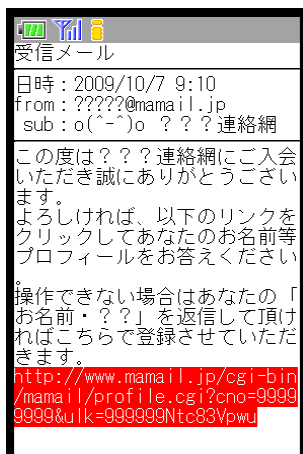 受信メール
日時：2009/10/7 9:10
from：?????@mamail.jp
sub：o(^-^)o ？？？連絡網
この度は？？？連絡網にご入会
いただき誠にありがとうござい
ます。
よろしければ、以下のリンクを
クリックしてあなたのお名前等
プロフィールをお答えください
。
操作できない場合はあなたの「
お名前・？？」を返信して頂け
ればこちらで登録させていただ
きます。
http://www.mamail.jp/cgi-bin
/mamail/profile.cgi?cno=9999
9999&ulk=999999Ntc83Vpwu